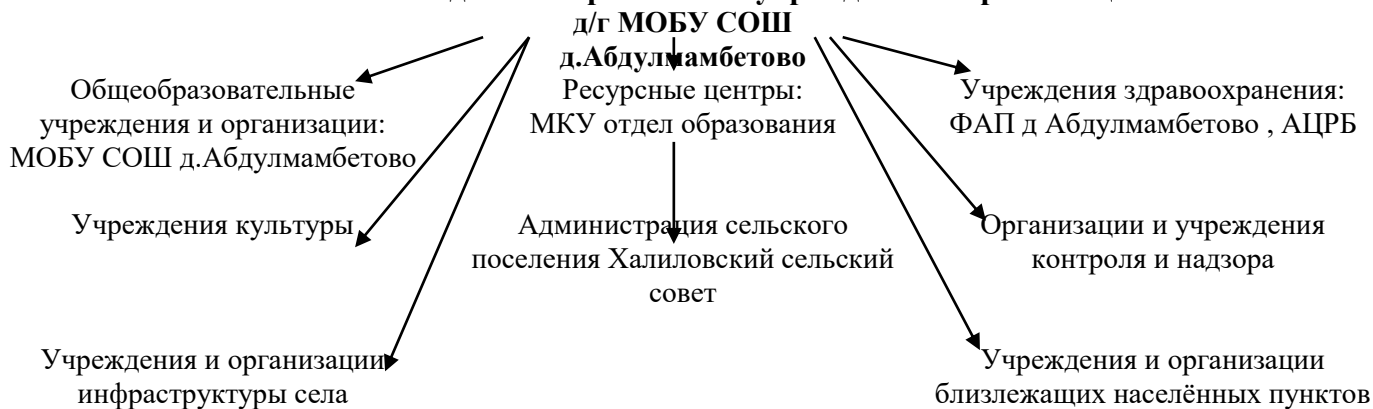 д/г МОБУ СОШ
д.Абдулмамбетово
Общеобразовательные
учреждения и организации:
МОБУ СОШ д.Абдулмамбетово
Ресурсные центры:
МКУ отдел образования
Учреждения здравоохранения:
ФАП д Абдулмамбетово , АЦРБ
Учреждения культуры
Администрация сельского
поселения Халиловский сельский
совет
Организации и учреждения
контроля и надзора
Учреждения и организации
инфраструктуры села
Учреждения и организации
близлежащих населённых пунктов